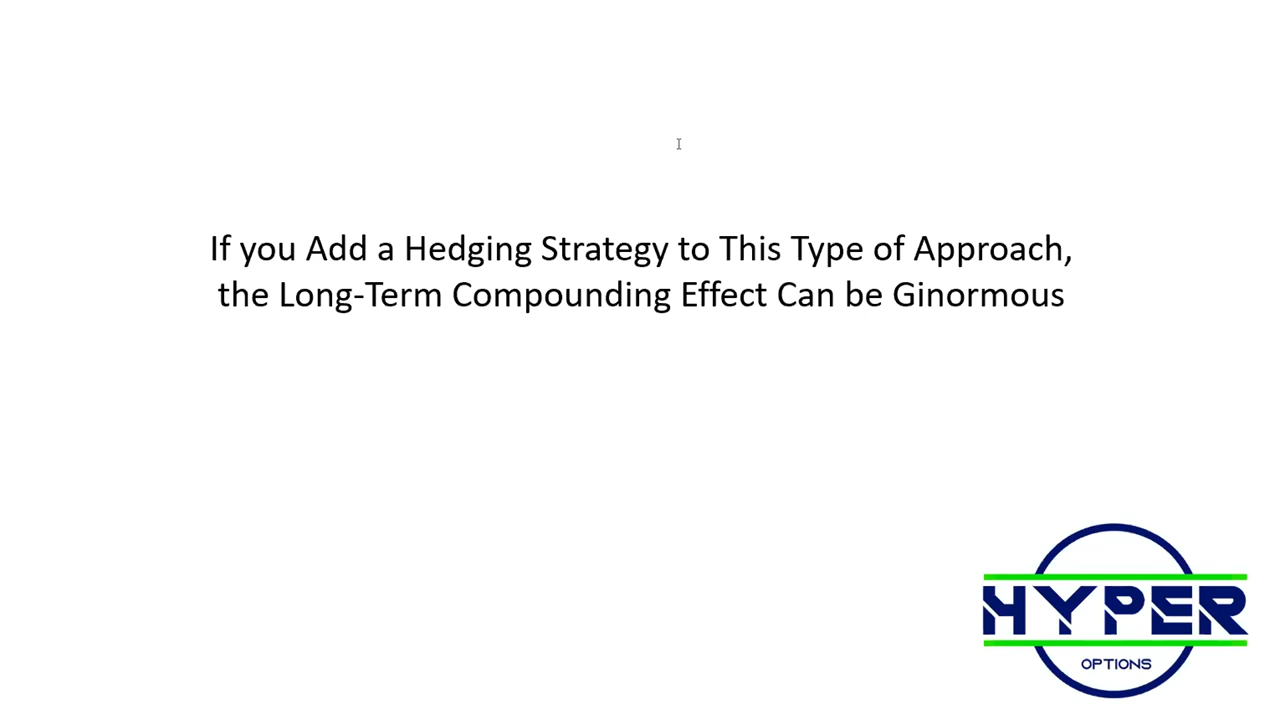 If you Add a Hedging Strategy to This Type of Approach,
the Long-Term Compounding Effect Can be Ginormous
HYPER
OPTIONS